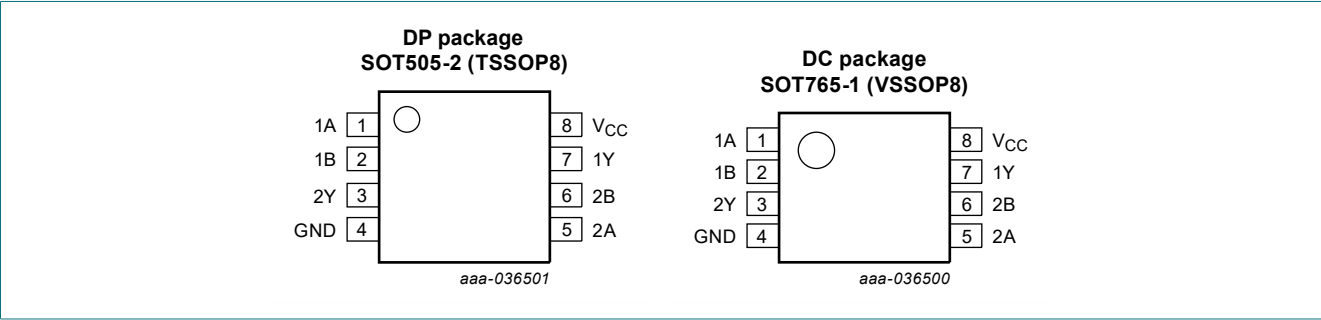 DP package
SOT505-2 (TSSOP8)
1A 1 8 VCC
1B 2 7 1Y
2Y 3 6 2B
GND 4 5 2A
aaa-036501
DC package
SOT765-1 (VSSOP8)
1A 1 8 VCC
1B 2 7 1Y
2Y 3 6 2B
GND 4 5 2A
aaa-036500